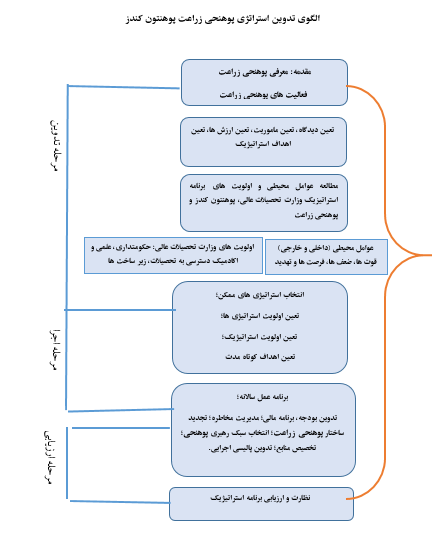 الگوی تدوین استراتژی پوهنحی زراعت پوهنتون کندز
مقدمه؛ معرفی پوهنحی زراعت
فعالیت های پوهنحی زراعت
تعین دیدگاه، تعین ماموریت، تعین ارزش ها، تعین
اهداف استراتیژیک
مطالعه عوامل محیطی و اولویت های برنامه
استراتیژیک وزارت تحصیلات عالی، پوهنتون کندز و
پوهنحی زراعت
عوامل محیطی (داخلی و خارجی)
قوت ها، ضعف ها، فرصت ها و تهدید
اولویت های وزارت تحصیلات عالی: حکومتداری، علمی و
اکادمیک دسترسی به تحصیلات، زیر ساخت ها
انتخاب استراتیژی های ممکن؛
تعین اولویت استراتیژی ها؛
تعین اولویت استراتیژیک؛
تعین اهداف کوتاه مدت
برنامه عمل سالانه؛
تدوین بودجه، برنامه مالی؛ مدیریت مخاطره؛ تجدید
ساختار پوهنحی زراعت؛ انتخاب سبک رهبری پوهنحی؛
تخصیص منابع؛ تدوین پالیسی اجرایی.
نظارت و ارزیابی برنامه استراتیژیک
مرحله تدوین
مرحله اجرا
مرحله ارزیابی